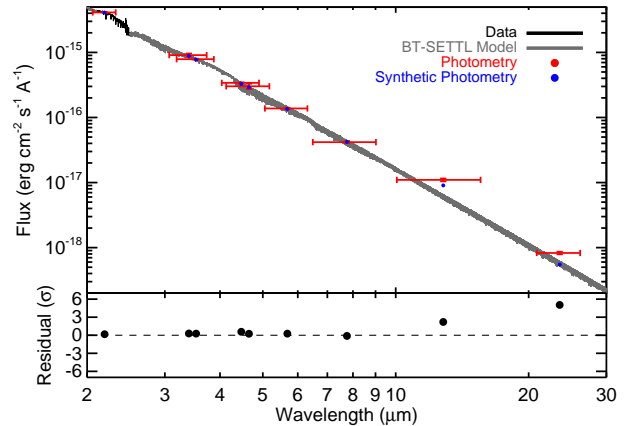 Data
BT-SETTL Model
Photometry
Synthetic Photometry
Flux (erg cm-2 s-1 A-1)
10-15
10-16
10-17
10-18
Residual (σ)
6
3
0
-3
-6
2 3 4 5 6 7 8 9 10 20 30
Wavelength (μm)